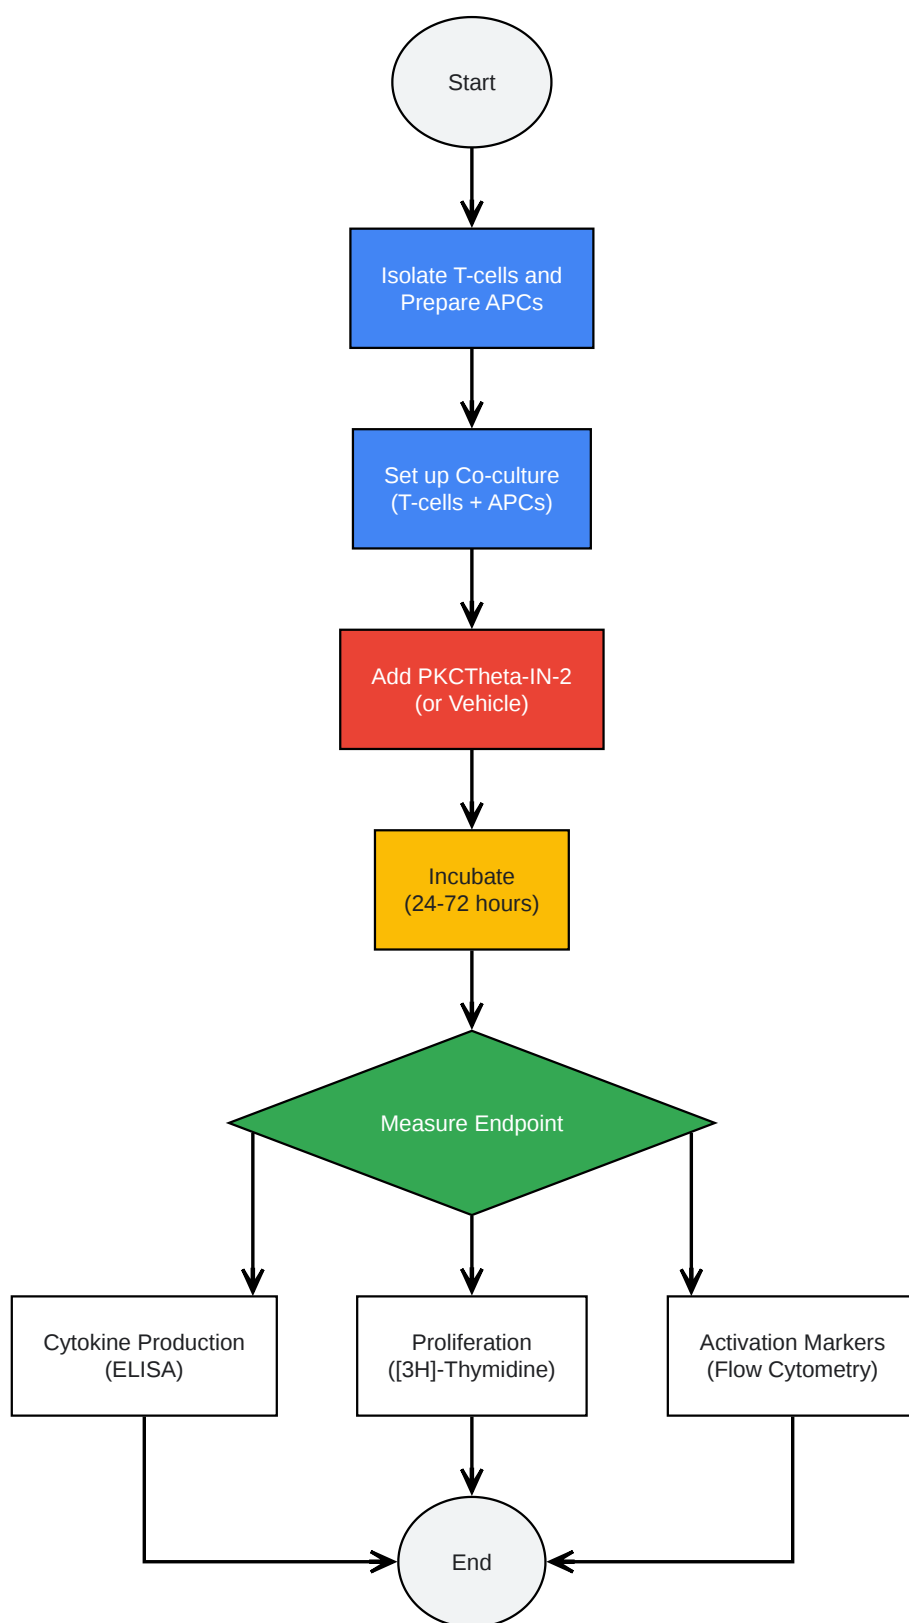 Start
Isolate T-cells and
Prepare APCs
Set up Co-culture
(T-cells + APCs)
Add PKCTheta-IN-2
(or Vehicle)
Incubate
(24-72 hours)
Measure Endpoint
Cytokine Production
(ELISA)
Proliferation
([3H]-Thymidine)
Activation Markers
(Flow Cytometry)
End